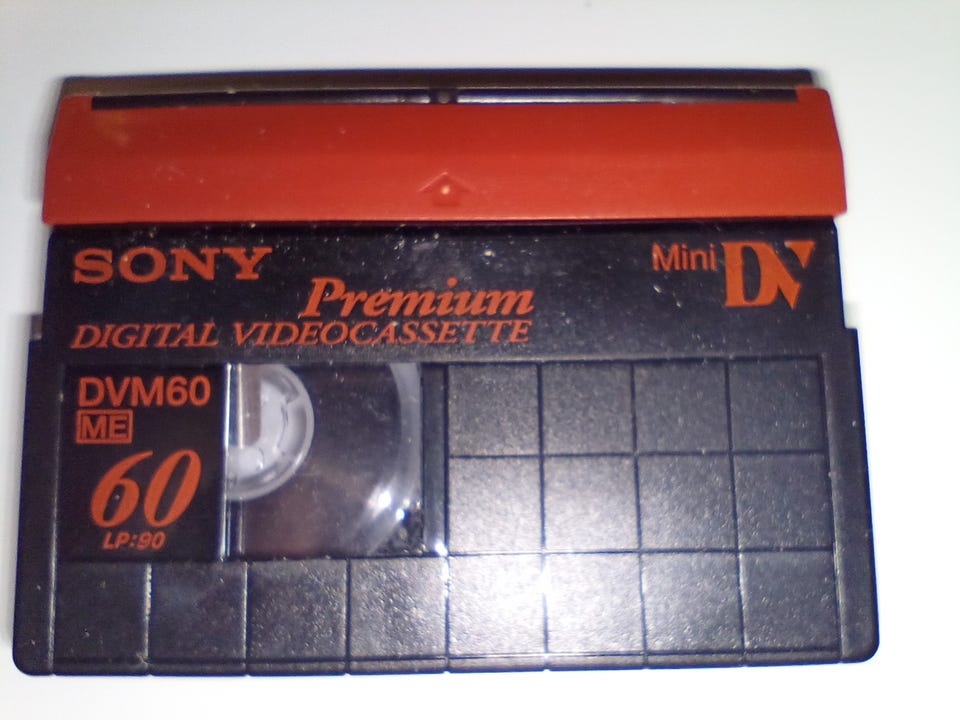 SONY
Mini DV
Premium
DIGITAL VIDEOCASSETTE
DVM60
ME
60
LP:90